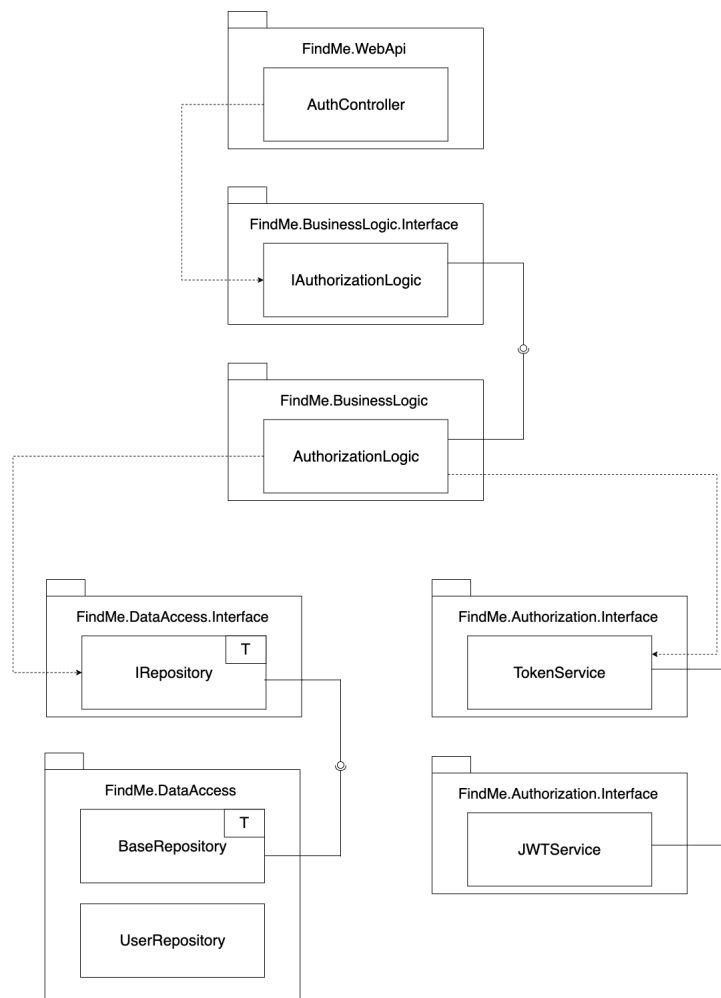 FindMe.WebApi
AuthController
FindMe.BusinessLogic.Interface
IAuthorizationLogic
FindMe.BusinessLogic
AuthorizationLogic
FindMe.DataAccess.Interface
T
IRepository
FindMe.Authorization.Interface
TokenService
FindMe.DataAccess
T
BaseRepository
UserRepository
FindMe.Authorization.Interface
JWTService